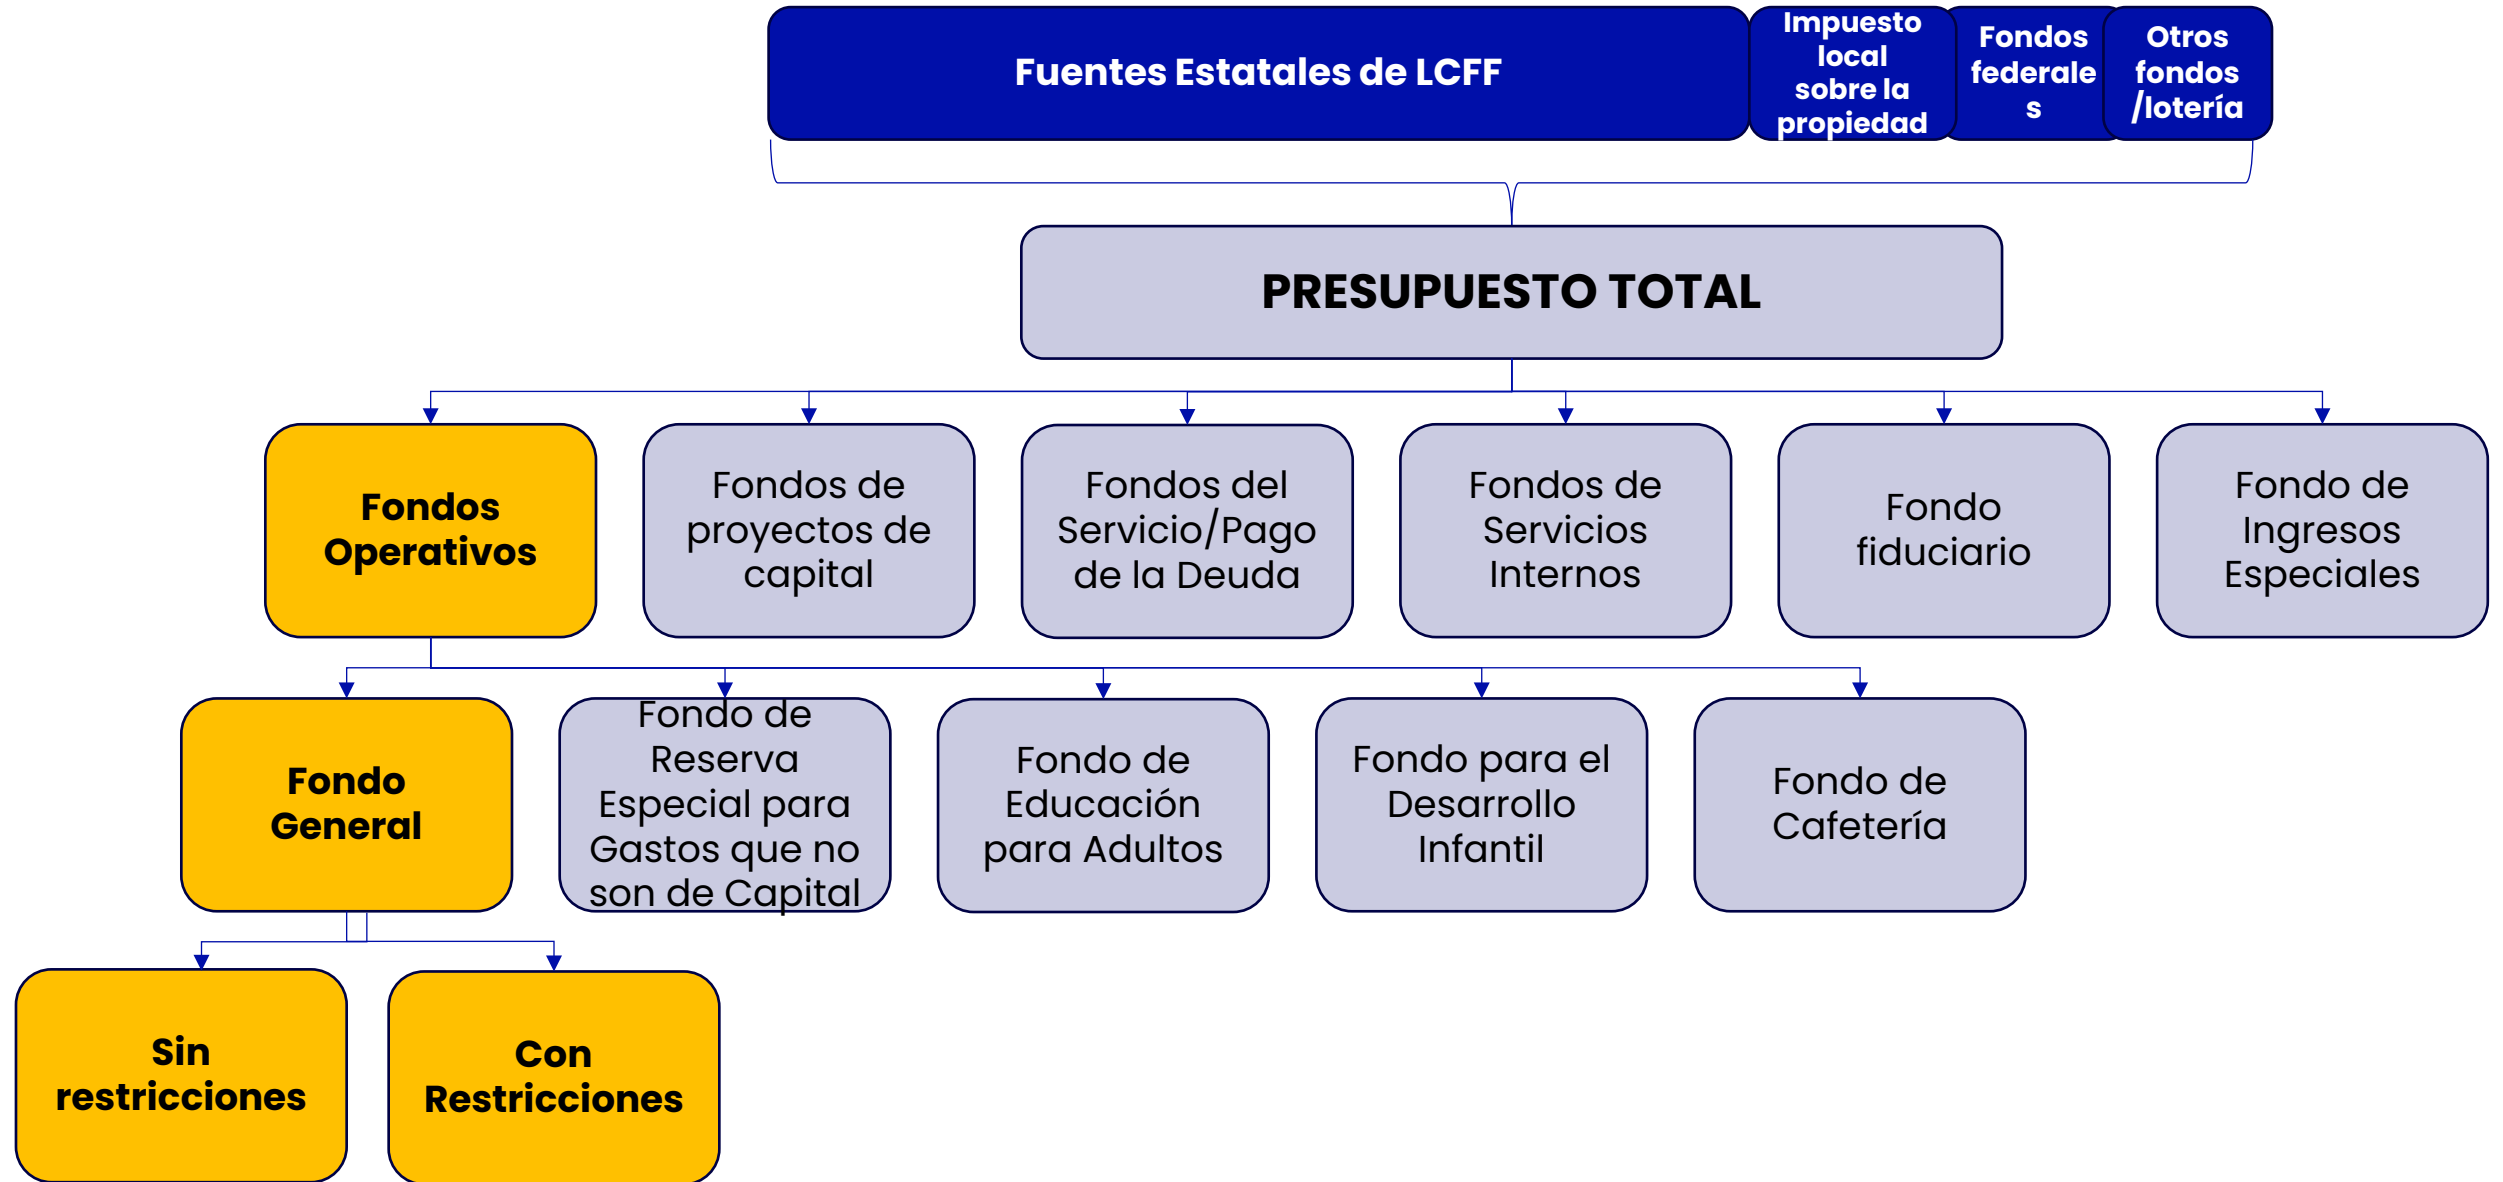 Fuentes Estatales de LCFF
Impuesto
local
sobre la
propiedad
Fondos
federale
s
Otros
fondos
/lotería
PRESUPUESTO TOTAL
Fondos
Operativos
Fondos de
proyectos de
capital
Fondos del
Servicio/Pago
de la Deuda
Fondos de
Servicios
Internos
Fondo
fiduciario
Fondo de
Ingresos
Especiales
Fondo
General
Fondo de
Reserva
Especial para
Gastos que no
son de Capital
Fondo de
Educación
para Adultos
Fondo para el
Desarrollo
Infantil
Fondo de
Cafetería
Sin
restricciones
Con
Restricciones